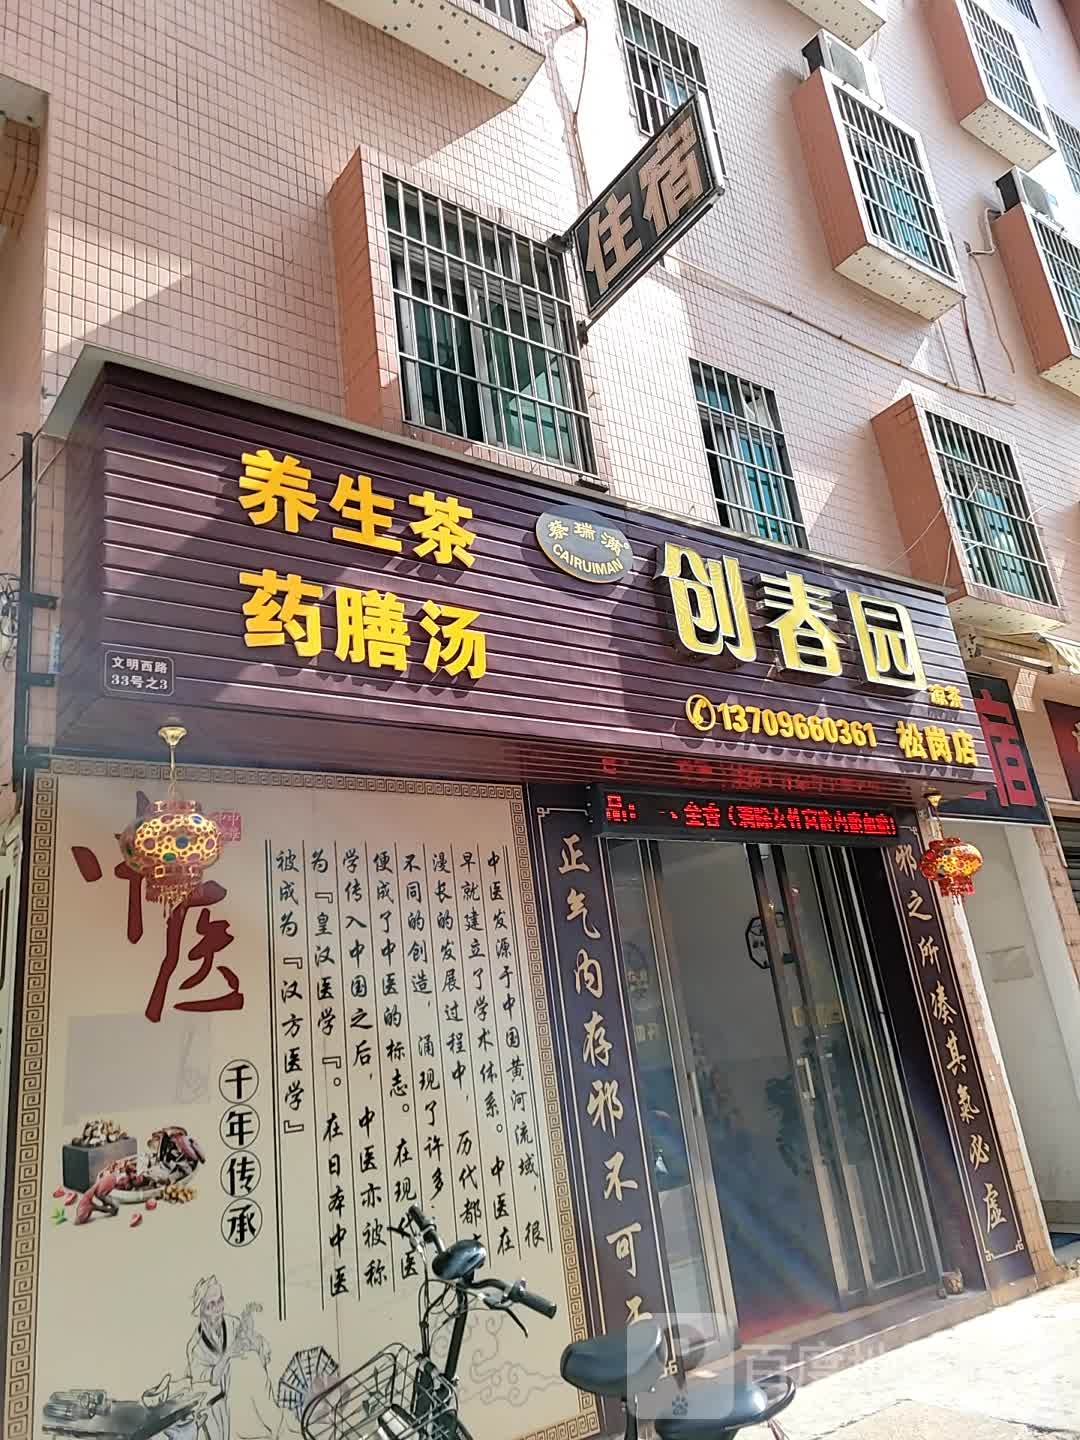 住宿
养生茶
药膳汤
蔡瑞满
CAIRUIMAN
创春园
凉茶
13709660361 松岗店
文明西路
33号之3
宿
中医
千年传承
中医发源于中国黄河流域，很
早就建立了学术体系。中医在
漫长的发展过程中，历代都
不同的创造，涌现了许多
便成了中医的标志。在现代医
学传入中国之后，中医亦被称
为『皇汉医学』。在日本中医
被成为『汉方医学』
正气内存邪不可
邪之所凑其氣必虚